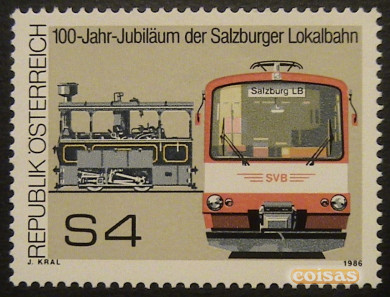 100-Jahr-Jubiläum der Salzburger Lokalbahn
REPUBLIK ÖSTERREICH
Salzburg LB
SVB
S4
J. KRAL
1986
coisas